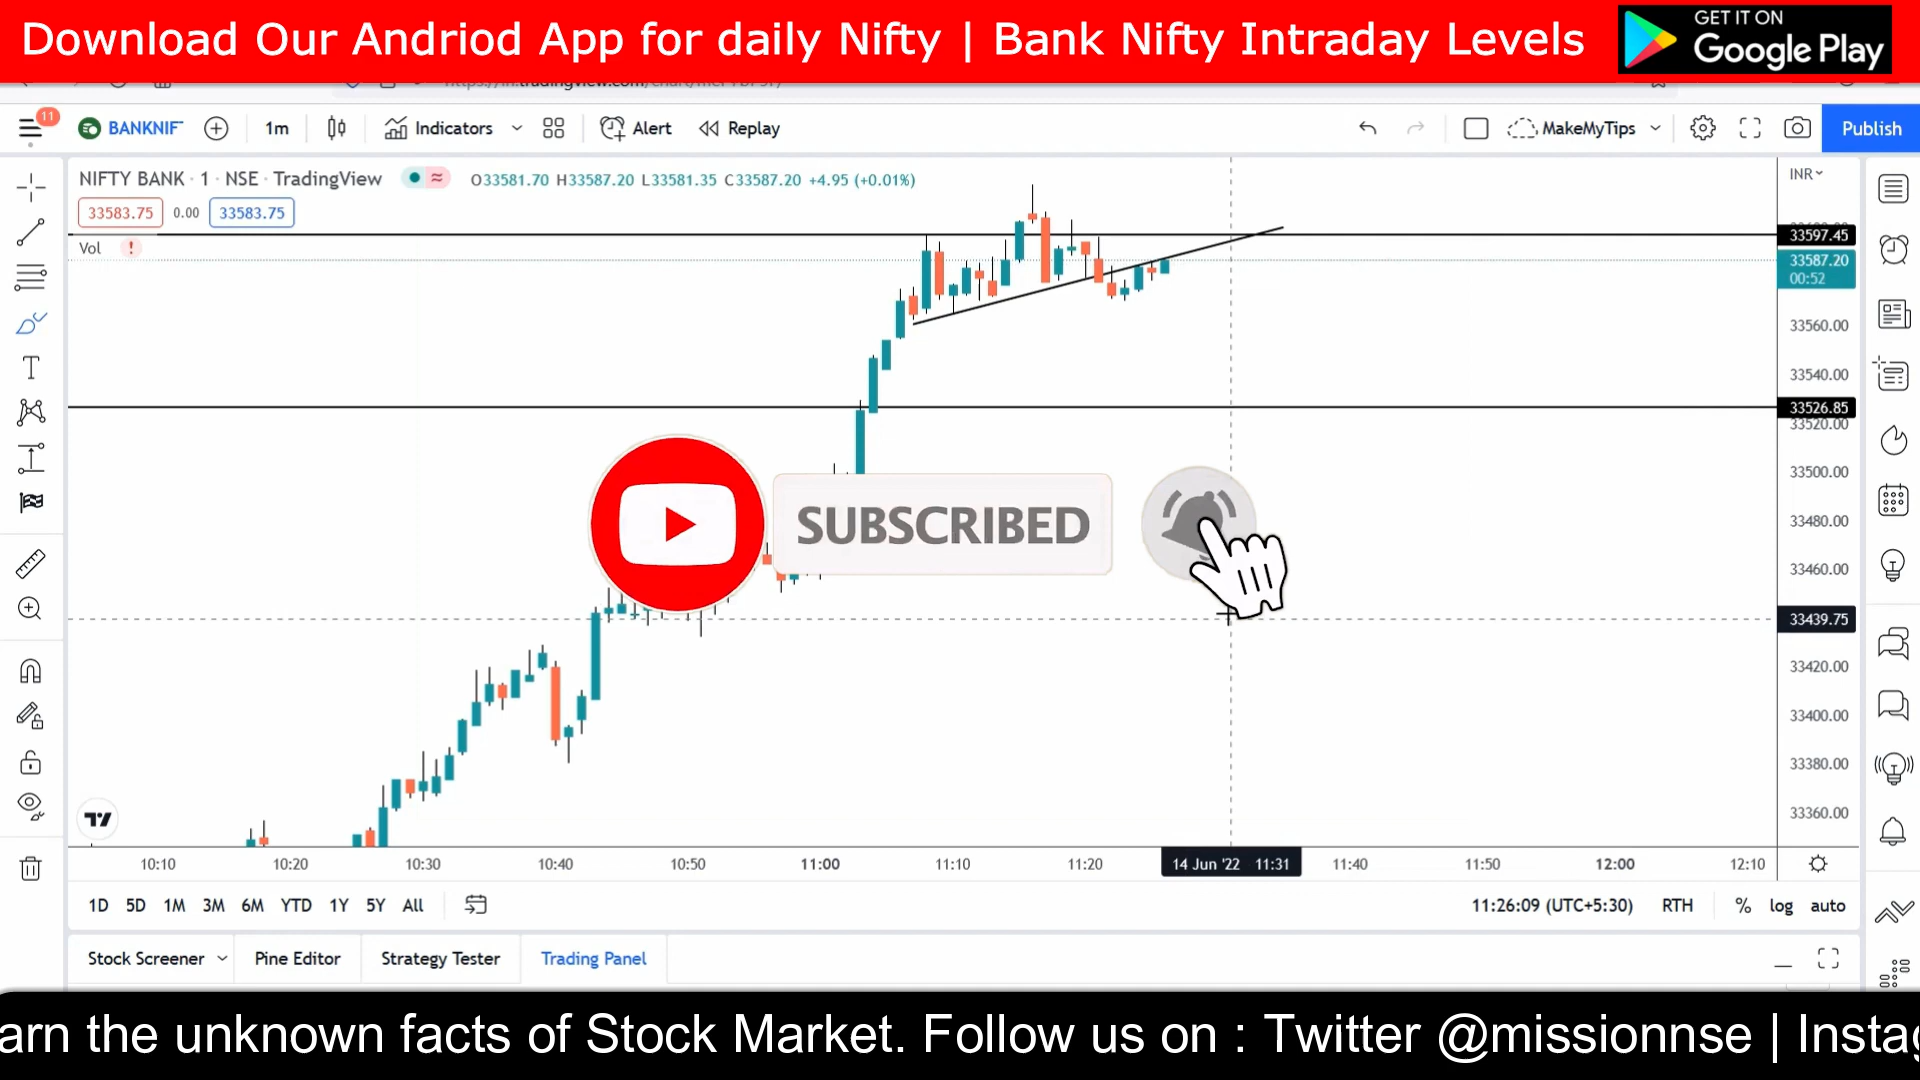 Download Our Andriod App for daily Nifty | Bank Nifty Intraday Levels
GET IT ON
Google Play
11
BANKNIF
1m
Indicators
Alert
Replay
MakeMyTips
Publish
NIFTY BANK · 1 · NSE · TradingView
O33581.70 H33587.20 L33581.35 C33587.20 +4.95 (+0.01%)
INR
33583.75
0.00
33583.75
Vol
33597.45
33587.20
00:52
33560.00
33540.00
33526.85
33520.00
33500.00
33480.00
33460.00
33439.75
33420.00
33400.00
33380.00
33360.00
SUBSCRIBED
10:10
10:20
10:30
10:40
10:50
11:00
11:10
11:20
14 Jun '22 11:31
11:40
11:50
12:00
12:10
1D 5D 1M 3M 6M YTD 1Y 5Y All
11:26:09 (UTC+5:30)
RTH
%
log
auto
Stock Screener
Pine Editor
Strategy Tester
Trading Panel
arn the unknown facts of Stock Market. Follow us on : Twitter @missionnse | Insta